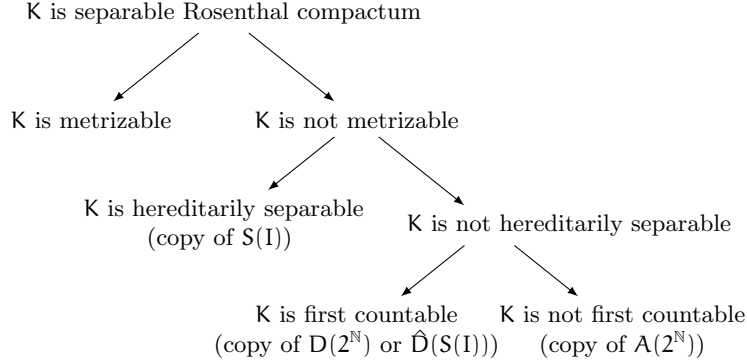 K is separable Rosenthal compactum
K is metrizable
K is not metrizable
K is hereditarily separable
(copy of S(I))
K is not hereditarily separable
K is first countable
(copy of D(2^ℕ) or D̂(S(I)))
K is not first countable
(copy of A(2^ℕ))